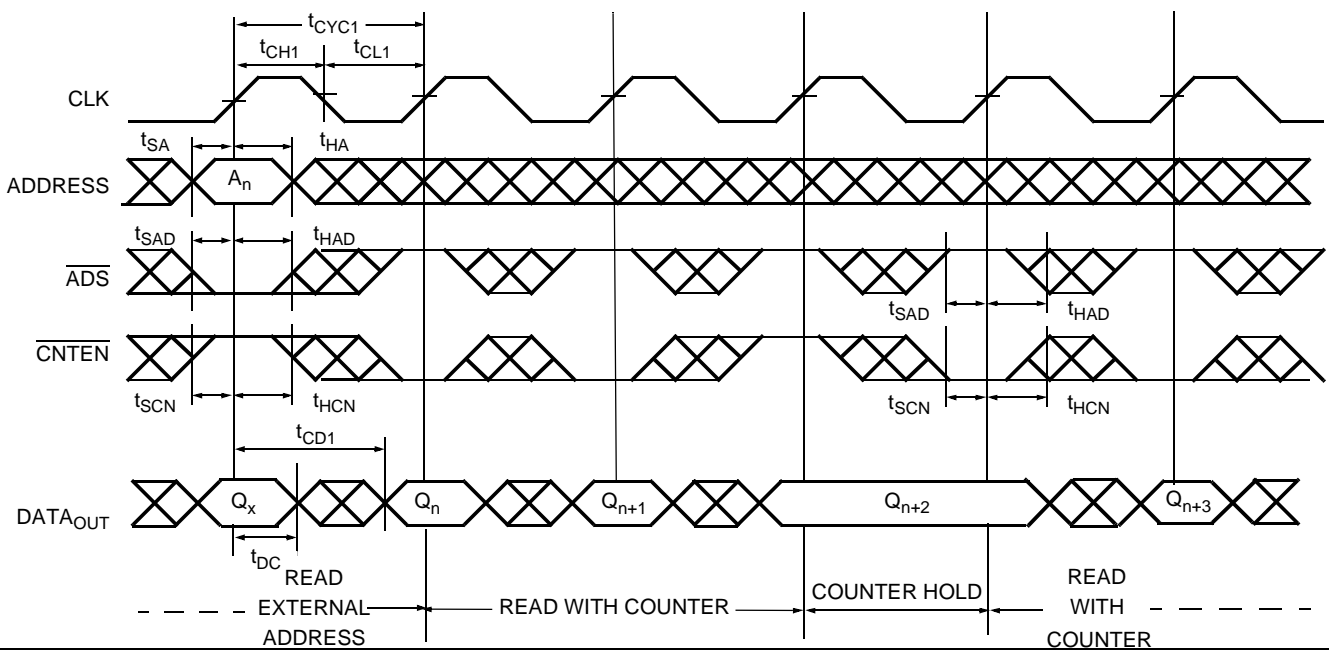 tCYC1
tCH1 tCL1
CLK
tSA tHA
ADDRESS An
tSAD tHAD
ADS
tSAD tHAD
CNTEN
tSCN tHCN tSCN tHCN
tCD1
DATAOUT Qx Qn Qn+1 Qn+2 Qn+3
tDC
READ
EXTERNAL
ADDRESS
READ WITH COUNTER
COUNTER HOLD
READ
WITH
COUNTER